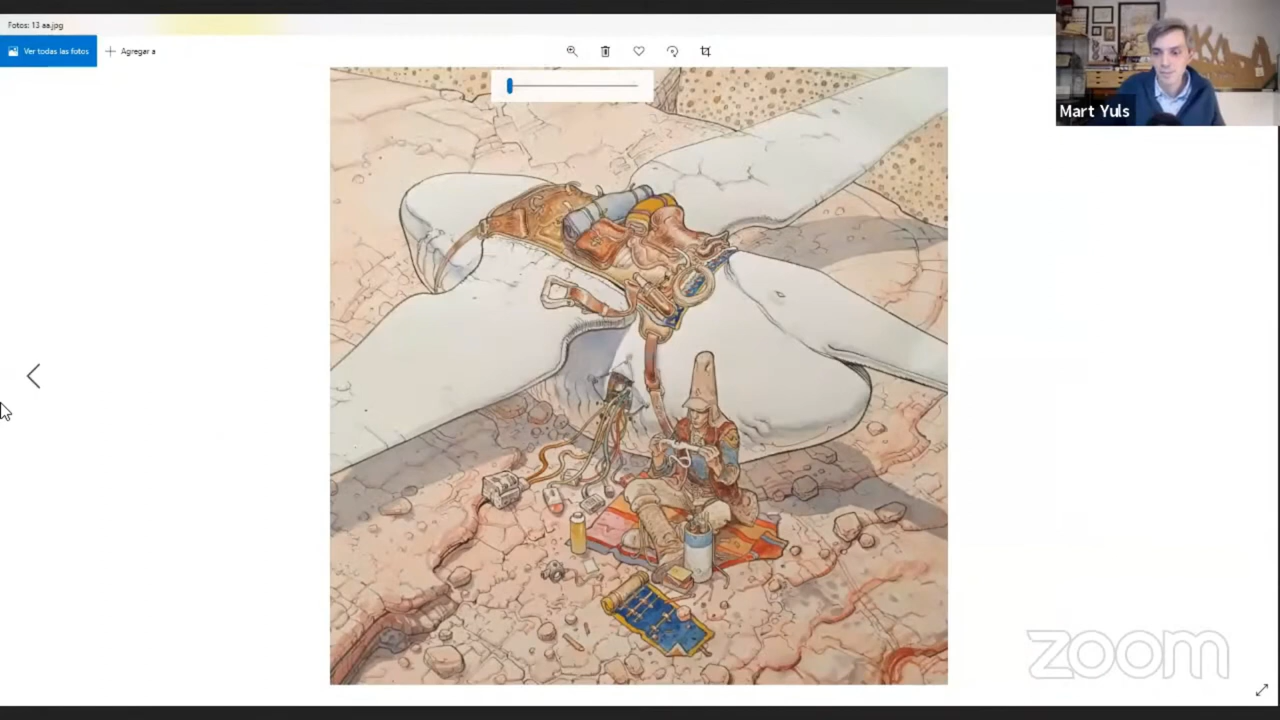 Fotos: 13 aa.jpg
Ver todas las fotos
Agregar a
Mart Yuls
zoom